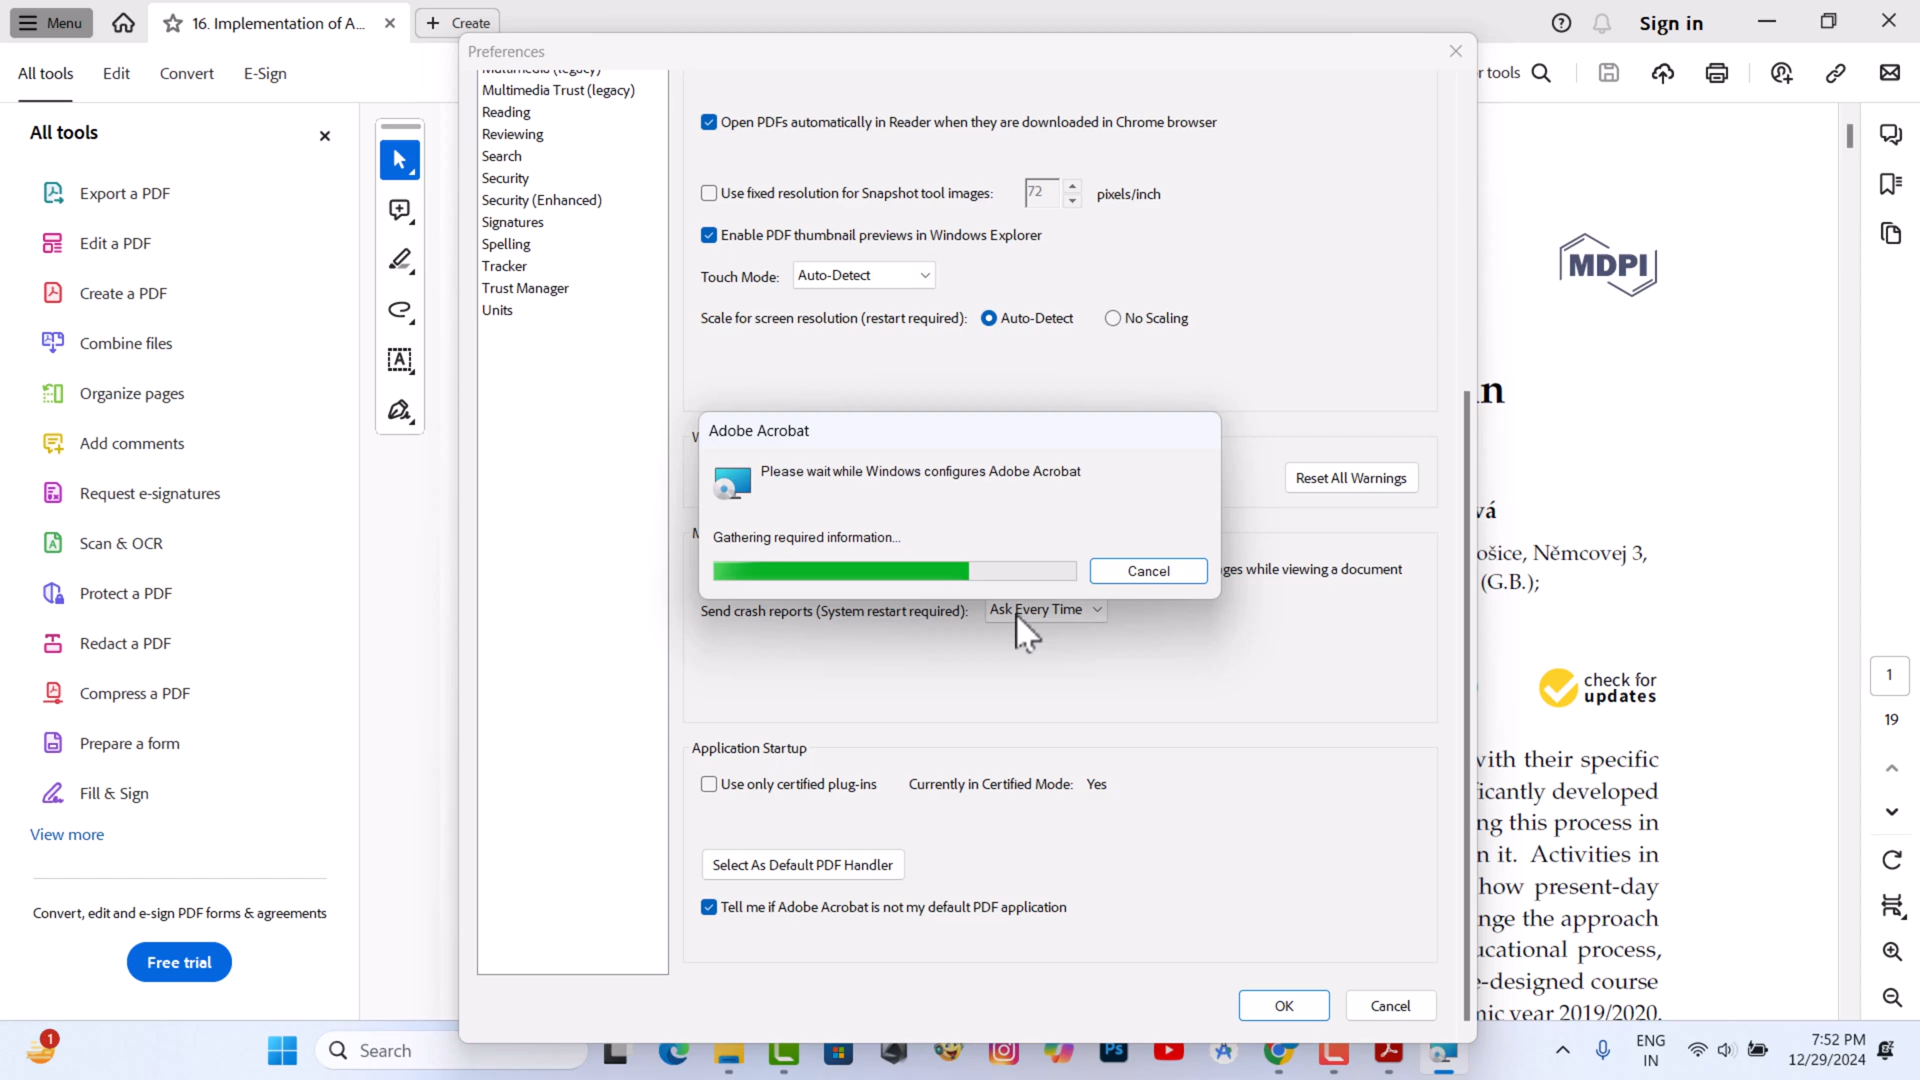 Menu
16. Implementation of A...
Create
Sign in
All tools
Edit
Convert
E-Sign
r tools
All tools
Export a PDF
Edit a PDF
Create a PDF
Combine files
Organize pages
Add comments
Request e-signatures
Scan & OCR
Protect a PDF
Redact a PDF
Compress a PDF
Prepare a form
Fill & Sign
View more
Convert, edit and e-sign PDF forms & agreements
Free trial
Preferences
Multimedia (legacy)
Multimedia Trust (legacy)
Reading
Reviewing
Search
Security
Security (Enhanced)
Signatures
Spelling
Tracker
Trust Manager
Units
Open PDFs automatically in Reader when they are downloaded in Chrome browser
Use fixed resolution for Snapshot tool images: 72 pixels/inch
Enable PDF thumbnail previews in Windows Explorer
Touch Mode: Auto-Detect
Scale for screen resolution (restart required): Auto-Detect No Scaling
Reset All Warnings
Adobe Acrobat
Please wait while Windows configures Adobe Acrobat
Gathering required information...
Cancel
ges while viewing a document
Send crash reports (System restart required): Ask Every Time
Application Startup
Use only certified plug-ins Currently in Certified Mode: Yes
Select As Default PDF Handler
Tell me if Adobe Acrobat is not my default PDF application
OK
Cancel
MDPI
in
vá
ošice, Němcovej 3,
(G.B.);
check for
updates
with their specific
ficantly developed
ng this process in
n it. Activities in
how present-day
nge the approach
ucational process,
e-designed course
nic year 2019/2020.
1
19
1
Search
Ps
ENG
IN
7:52 PM
12/29/2024